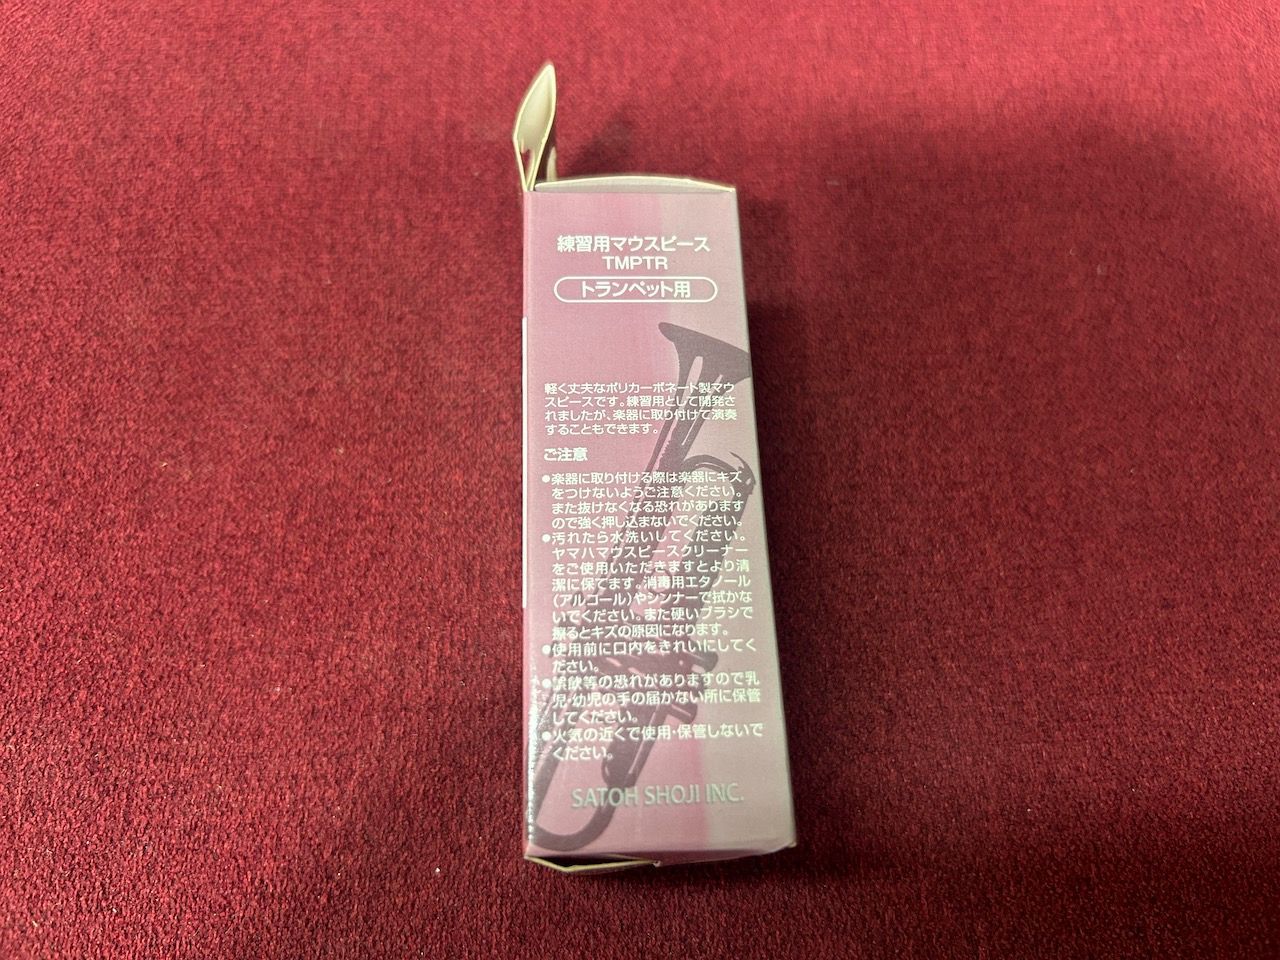 練習用マウスピース
TMPTR
トランペット用
軽く丈夫なポリカーボネート製マウ
スピースです。練習用として開発さ
れましたが、楽器に取り付けて演奏
することもできます。
ご注意
●楽器に取り付ける際は楽器にキズ
をつけないようご注意ください。
また抜けなくなる恐れがあります
ので強く押し込まないでください。
●汚れたら水洗いしてください。
ヤマハマウスピースクリーナー
をご使用いただきますとより清
潔に保てます。消毒用エタノール
(アルコール)やシンナーで拭かな
いでください。また硬いブラシで
擦るとキズの原因になります。
●使用前に口内をきれいにしてく
ださい。
●誤飲等の恐れがありますので乳
児・幼児の手の届かない所に保管
してください。
●火気の近くで使用・保管しないで
ください。
SATOH SHOJI INC.